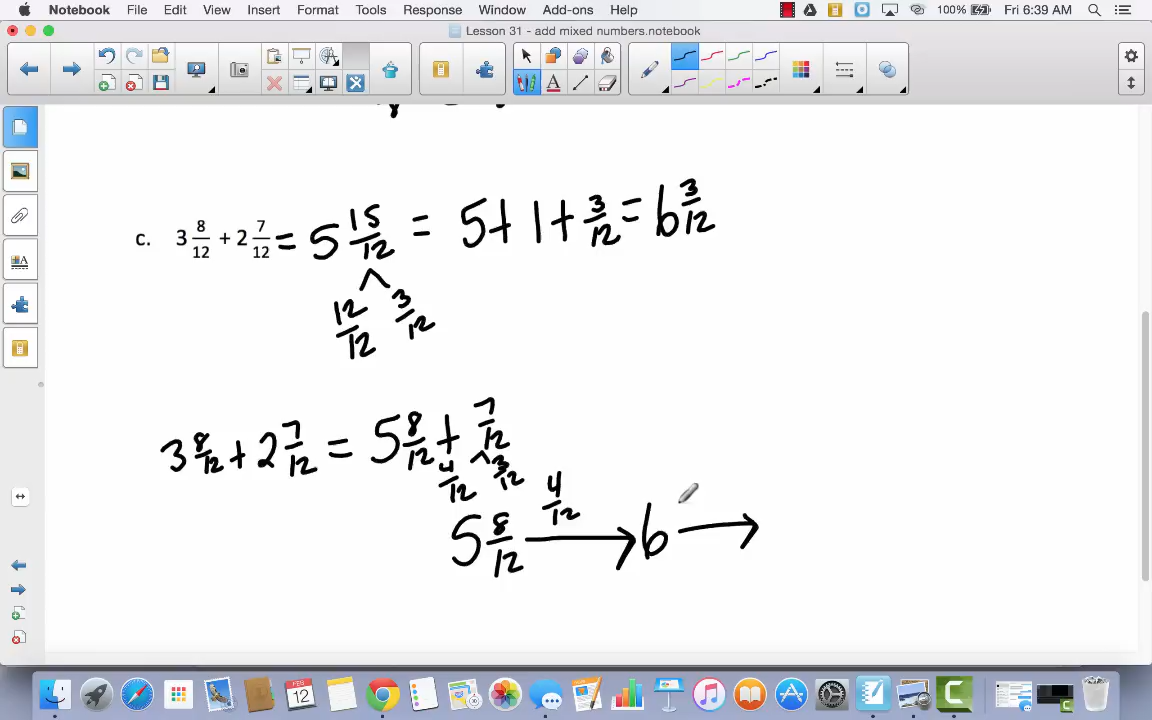 Notebook File Edit View Insert Format Tools Response Window Add-ons Help 100% Fri 6:39 AM
Lesson 31 - add mixed numbers.notebook
c. 3 8/12 + 2 7/12 = 5 15/12 = 5 + 1 + 3/12 = 6 3/12
12/12 3/12
3 8/12 + 2 7/12 = 5 8/12 + 7/12
4/12 3/12
4/12
5 8/12 → 6 →
FEB
12